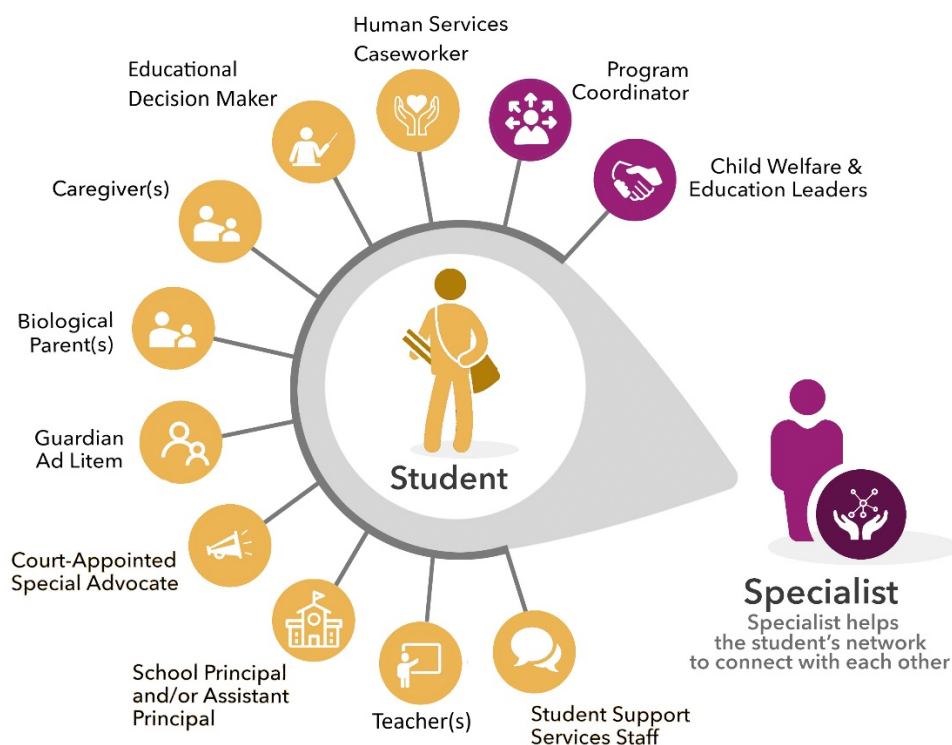 Human Services
Caseworker
Program
Coordinator
Educational
Decision Maker
Child Welfare &
Education Leaders
Caregiver(s)
Biological
Parent(s)
Guardian
Ad Litem
Student
Court-Appointed
Special Advocate
Specialist
Specialist helps
the student’s network
to connect with each other
School Principal
and/or Assistant
Principal
Teacher(s)
Student Support
Services Staff